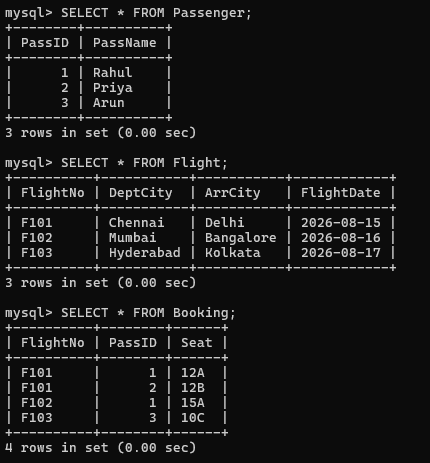 mysql> SELECT * FROM Passenger;
+--------+----------+
| PassID | PassName |
+--------+----------+
|      1 | Rahul    |
|      2 | Priya    |
|      3 | Arun     |
+--------+----------+
3 rows in set (0.00 sec)

mysql> SELECT * FROM Flight;
+----------+-----------+-----------+------------+
| FlightNo | DeptCity  | ArrCity   | FlightDate |
+----------+-----------+-----------+------------+
| F101     | Chennai   | Delhi     | 2026-08-15 |
| F102     | Mumbai    | Bangalore | 2026-08-16 |
| F103     | Hyderabad | Kolkata   | 2026-08-17 |
+----------+-----------+-----------+------------+
3 rows in set (0.00 sec)

mysql> SELECT * FROM Booking;
+----------+--------+------+
| FlightNo | PassID | Seat |
+----------+--------+------+
| F101     |      1 | 12A  |
| F101     |      2 | 12B  |
| F102     |      1 | 15A  |
| F103     |      3 | 10C  |
+----------+--------+------+
4 rows in set (0.00 sec)